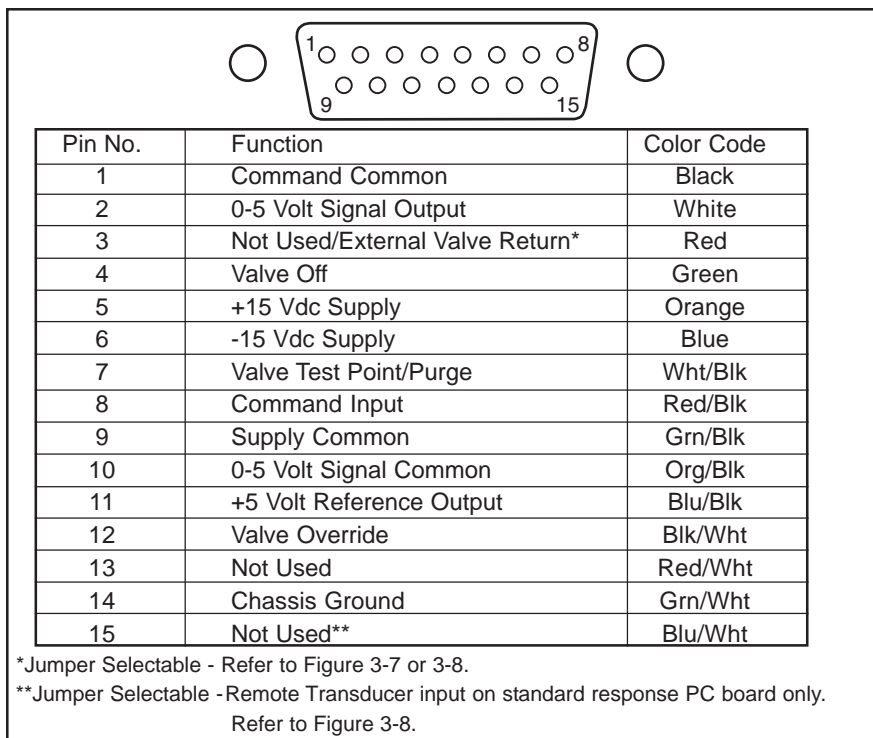 1 8
9 15
Pin No. Function Color Code
1 Command Common Black
2 0-5 Volt Signal Output White
3 Not Used/External Valve Return* Red
4 Valve Off Green
5 +15 Vdc Supply Orange
6 -15 Vdc Supply Blue
7 Valve Test Point/Purge Wht/Blk
8 Command Input Red/Blk
9 Supply Common Grn/Blk
10 0-5 Volt Signal Common Org/Blk
11 +5 Volt Reference Output Blu/Blk
12 Valve Override Blk/Wht
13 Not Used Red/Wht
14 Chassis Ground Grn/Wht
15 Not Used** Blu/Wht
*Jumper Selectable - Refer to Figure 3-7 or 3-8.
**Jumper Selectable -Remote Transducer input on standard response PC board only.
Refer to Figure 3-8.